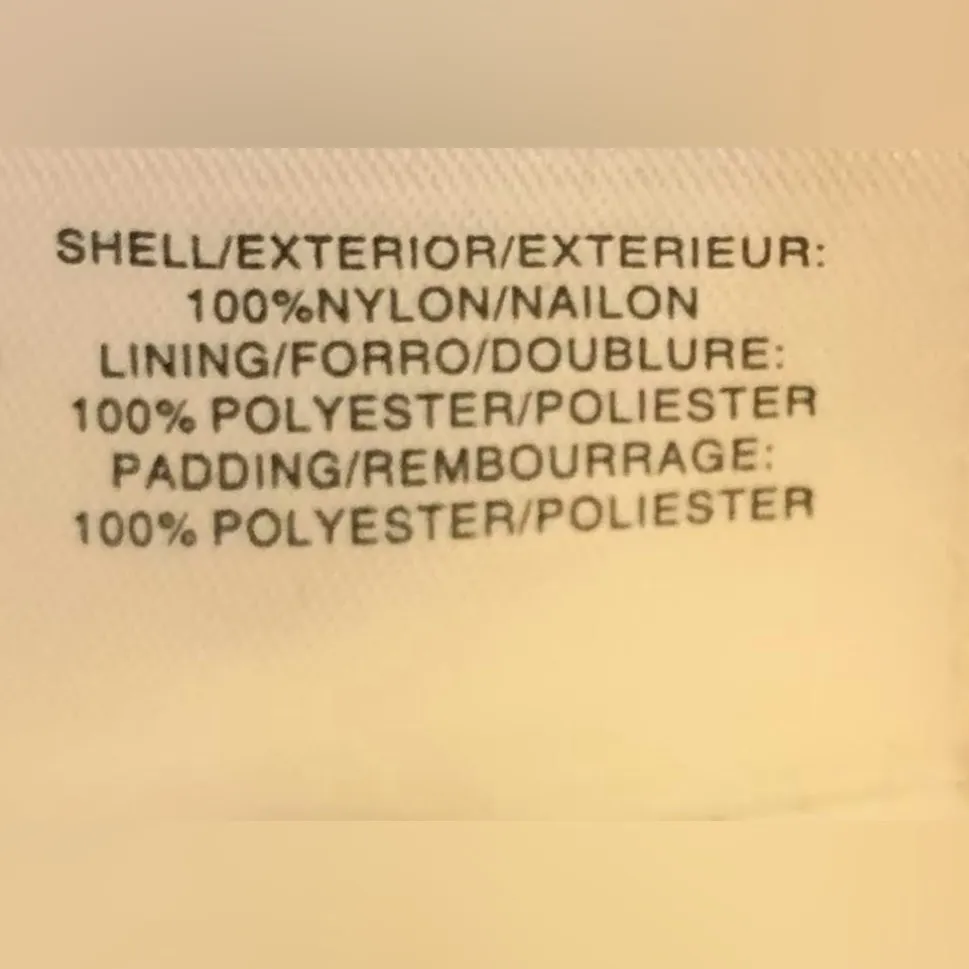 SHELL/EXTERIOR/EXTERIEUR:
100%NYLON/NAILON
LINING/FORRO/DOUBLURE:
100% POLYESTER/POLIESTER
PADDING/REMBOURRAGE:
100% POLYESTER/POLIESTER